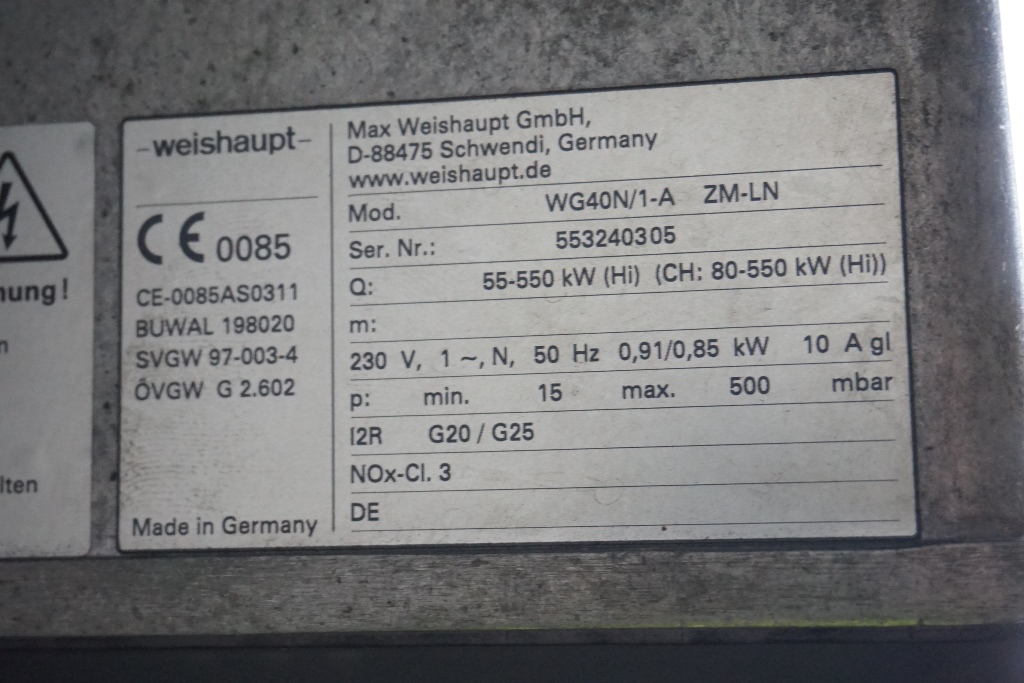 nung!
n
lten
-weishaupt-
CE 0085
CE-0085AS0311
BUWAL 198020
SVGW 97-003-4
ÖVGW G 2.602
Made in Germany
Max Weishaupt GmbH,
D-88475 Schwendi, Germany
www.weishaupt.de
Mod. WG40N/1-A ZM-LN
Ser. Nr.: 553240305
Q: 55-550 kW (Hi) (CH: 80-550 kW (Hi))
m:
230 V, 1 ~, N, 50 Hz 0,91/0,85 kW 10 A gl
p: min. 15 max. 500 mbar
I2R G20 / G25
NOx-Cl. 3
DE